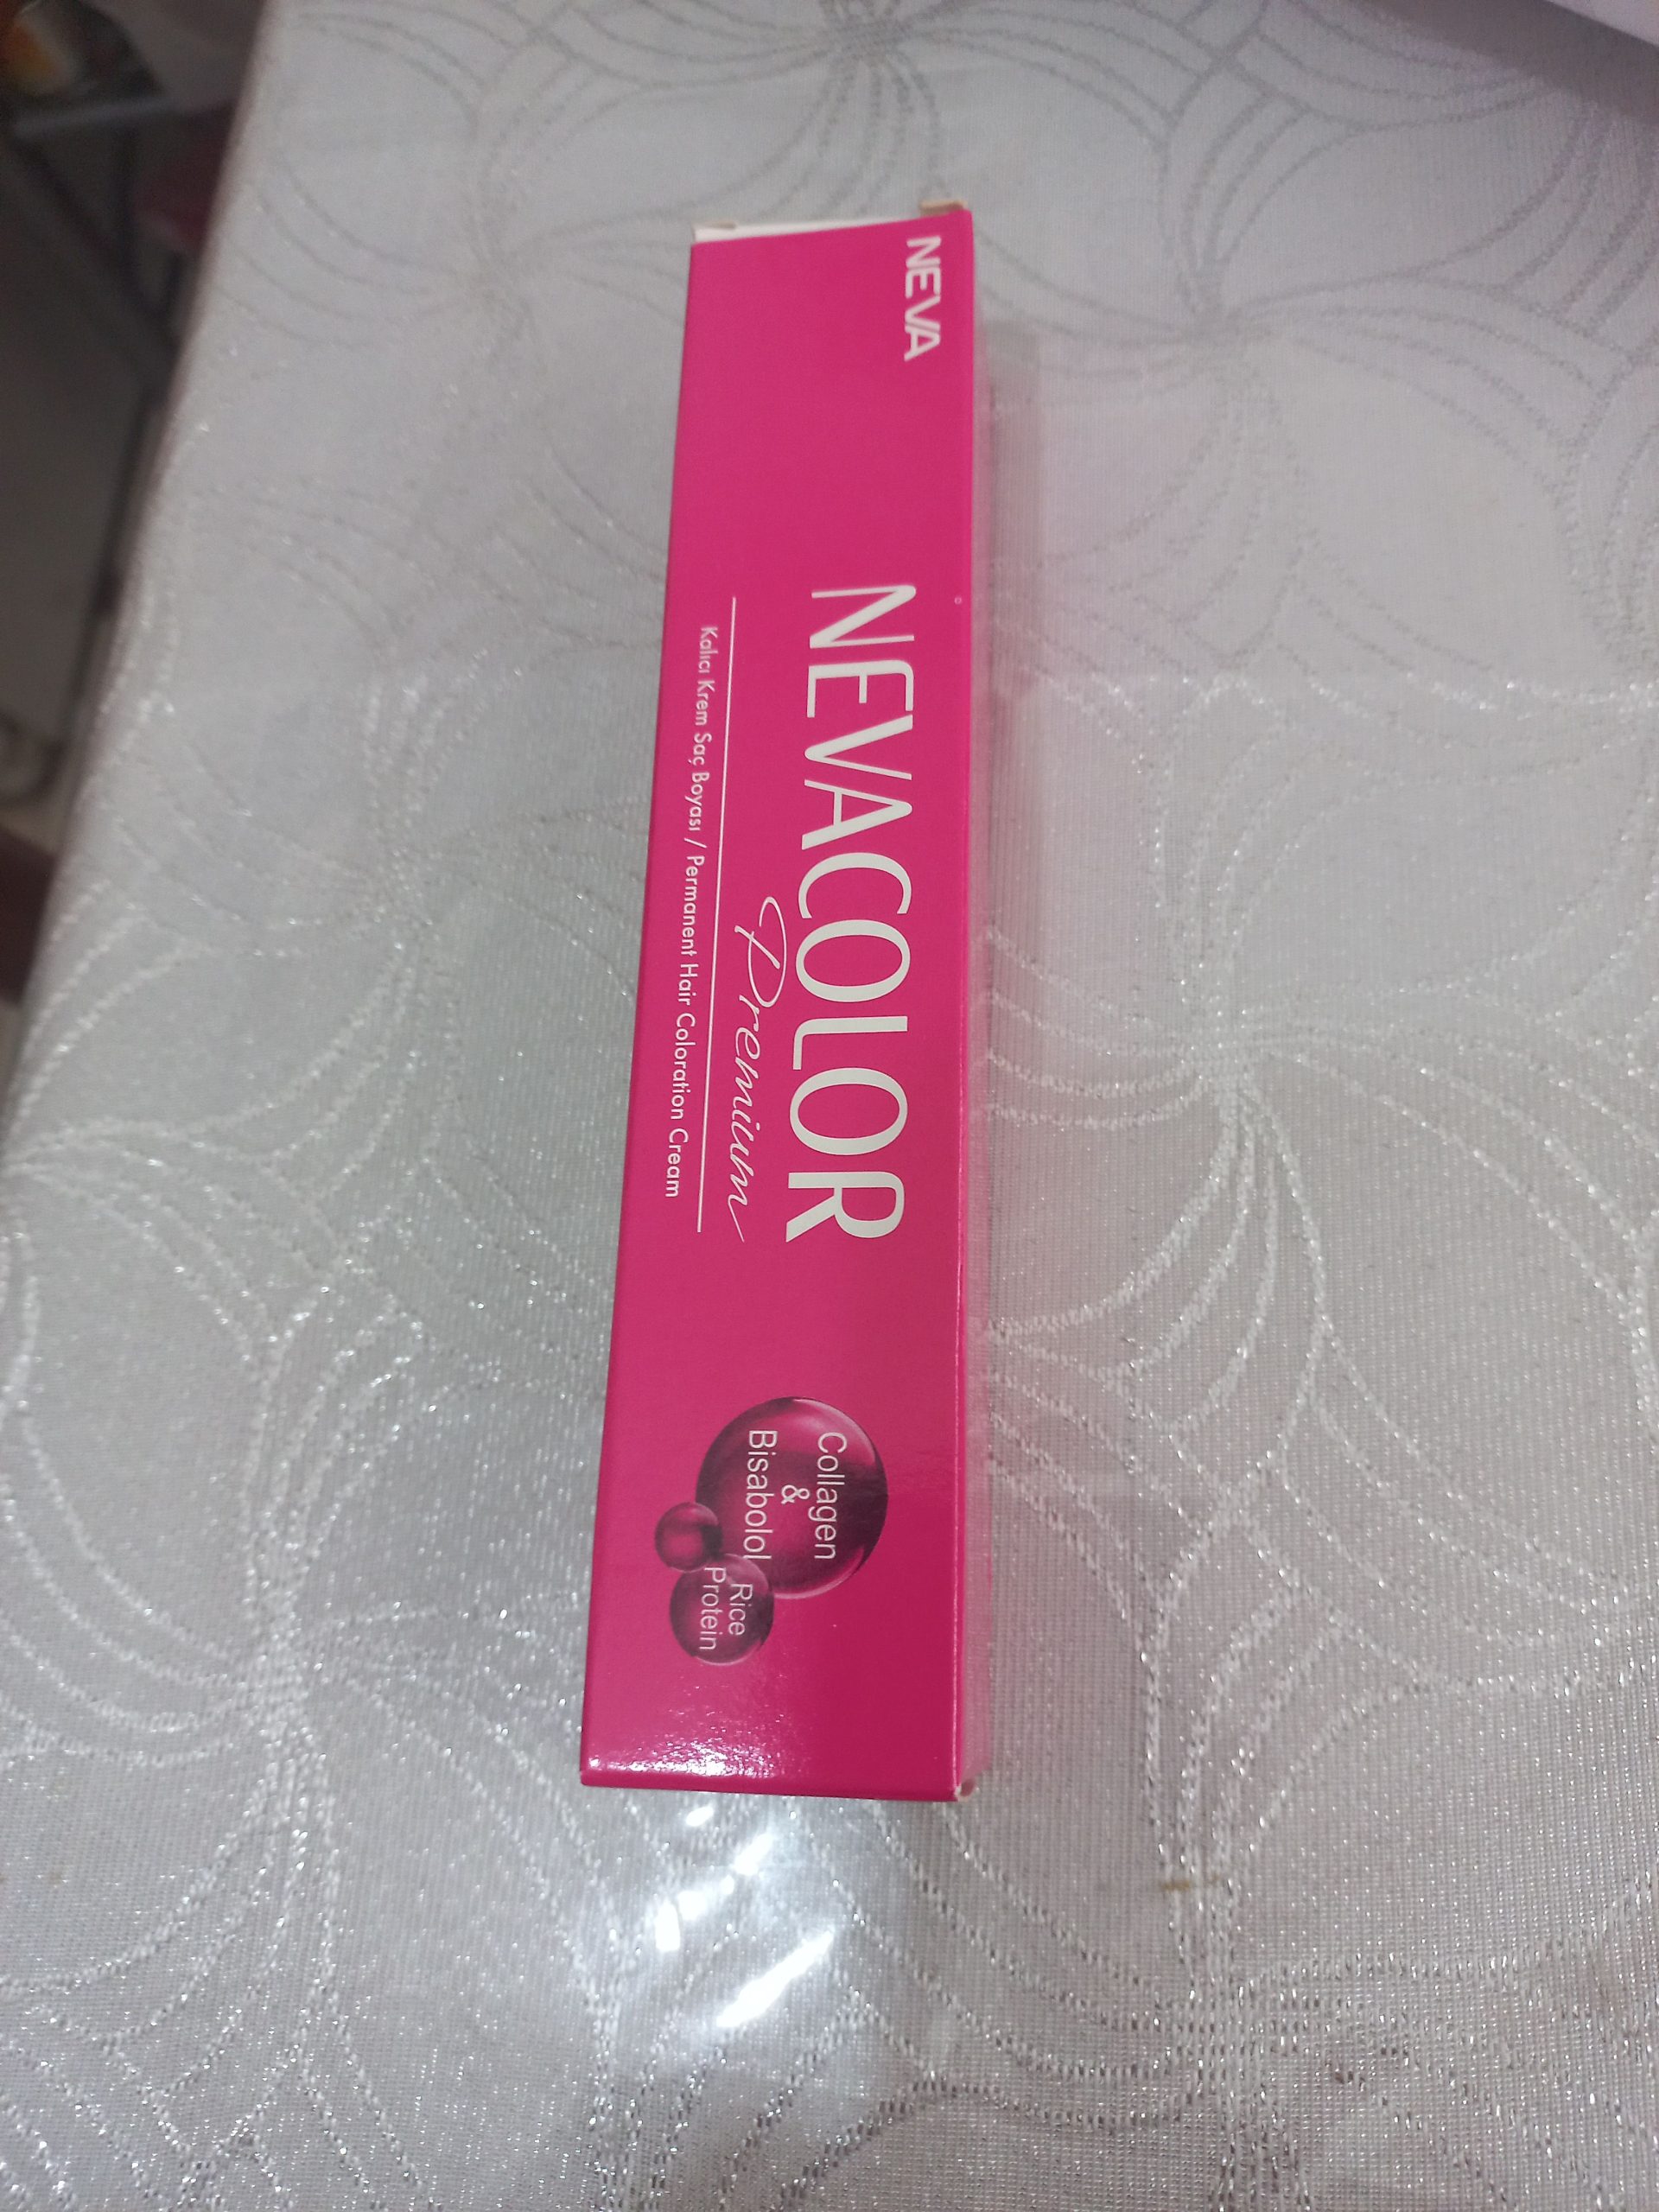 NEVA
NEVACOLOR
Premium
Kalıcı Krem Saç Boyası / Permanent Hair Coloration Cream
Collagen
&
Bisabolol
Rice
Protein